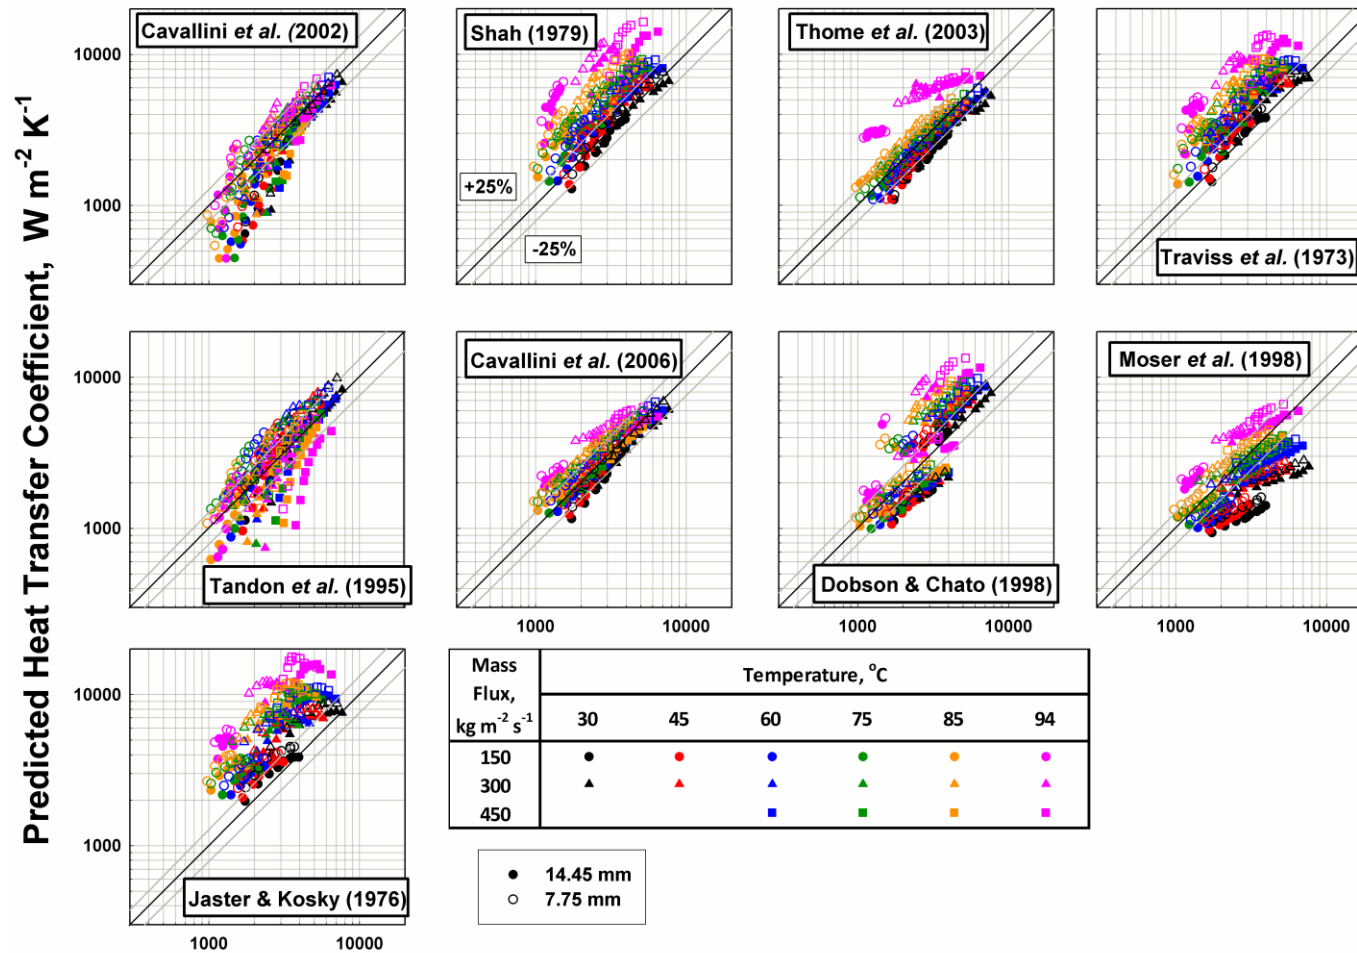 Predicted Heat Transfer Coefficient, W m⁻² K⁻¹
Cavallini et al. (2002)
Shah (1979)
Thome et al. (2003)
10000
1000
+25%
-25%
Traviss et al. (1973)
10000
1000
Tandon et al. (1995)
Cavallini et al. (2006)
Dobson & Chato (1998)
Moser et al. (1998)
1000 10000
1000 10000
1000 10000
10000
1000
Jaster & Kosky (1976)
1000 10000
Mass Flux, kg m⁻² s⁻¹
Temperature, °C
30 45 60 75 85 94
150
300
450
14.45 mm
7.75 mm